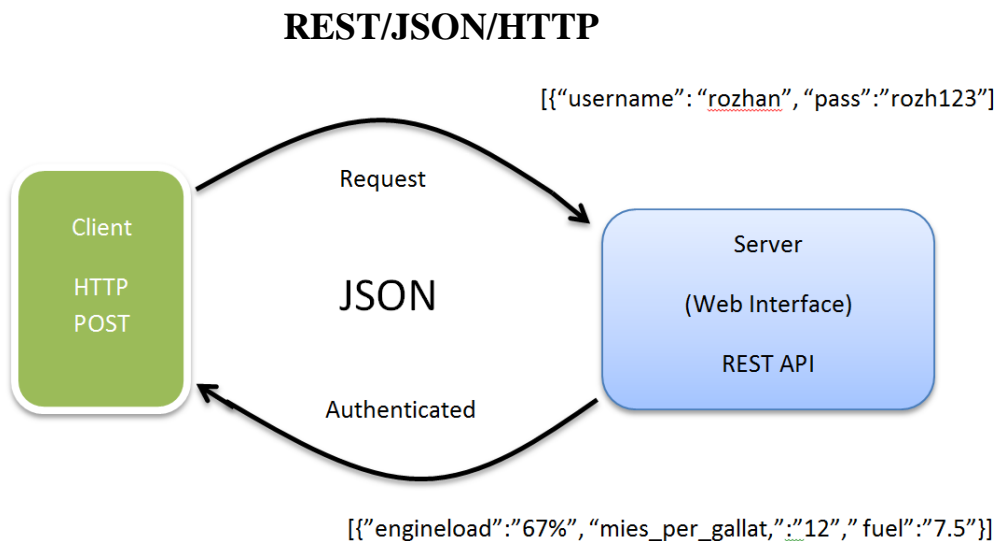 REST/JSON/HTTP
[{“username”: “rozhan”, “pass”:”rozh123”]
Request
Client
HTTP
POST
JSON
Server
(Web Interface)
REST API
Authenticated
[{”engineload”:”67%”, “mies_per_gallat,”:”12”,” fuel”:”7.5”}]